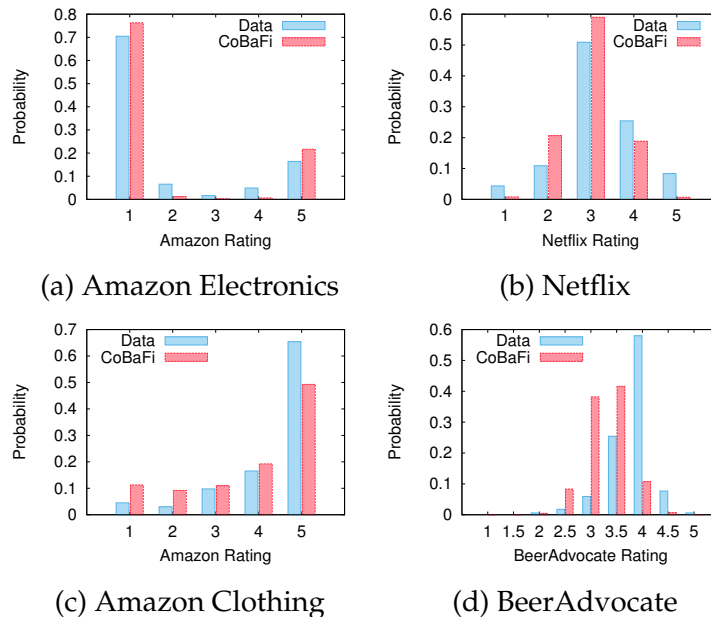 0.8
0.7
0.6
0.5
0.4
0.3
0.2
0.1
0
Probability
Data
CoBaFi
1 2 3 4 5
Amazon Rating
(a) Amazon Electronics
0.6
0.5
0.4
0.3
0.2
0.1
0
Probability
Data
CoBaFi
1 2 3 4 5
Netflix Rating
(b) Netflix
0.7
0.6
0.5
0.4
0.3
0.2
0.1
0
Probability
Data
CoBaFi
1 2 3 4 5
Amazon Rating
(c) Amazon Clothing
0.6
0.5
0.4
0.3
0.2
0.1
0
Probability
Data
CoBaFi
1 1.5 2 2.5 3 3.5 4 4.5 5
BeerAdvocate Rating
(d) BeerAdvocate